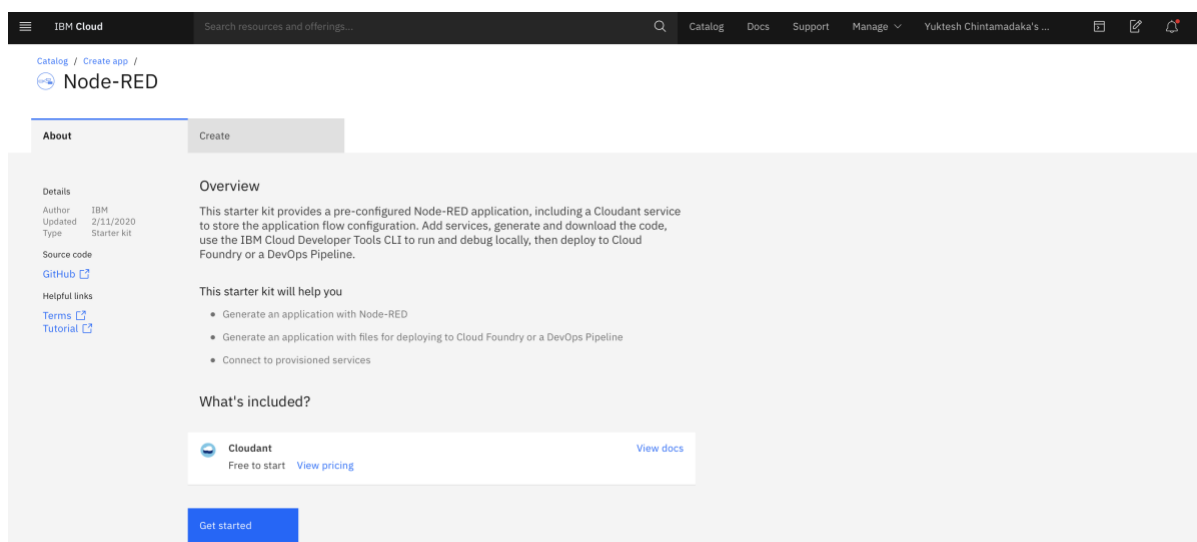 IBM Cloud
Search resources and offerings...
Catalog
Docs
Support
Manage
Yuktesh Chintamadaka's ...
Catalog / Create app /
Node-RED
About
Create
Details
Author IBM
Updated 2/11/2020
Type Starter kit
Source code
GitHub
Helpful links
Terms
Tutorial
Overview
This starter kit provides a pre-configured Node-RED application, including a Cloudant service
to store the application flow configuration. Add services, generate and download the code,
use the IBM Cloud Developer Tools CLI to run and debug locally, then deploy to Cloud
Foundry or a DevOps Pipeline.
This starter kit will help you
Generate an application with Node-RED
Generate an application with files for deploying to Cloud Foundry or a DevOps Pipeline
Connect to provisioned services
What's included?
Cloudant
View docs
Free to start View pricing
Get started